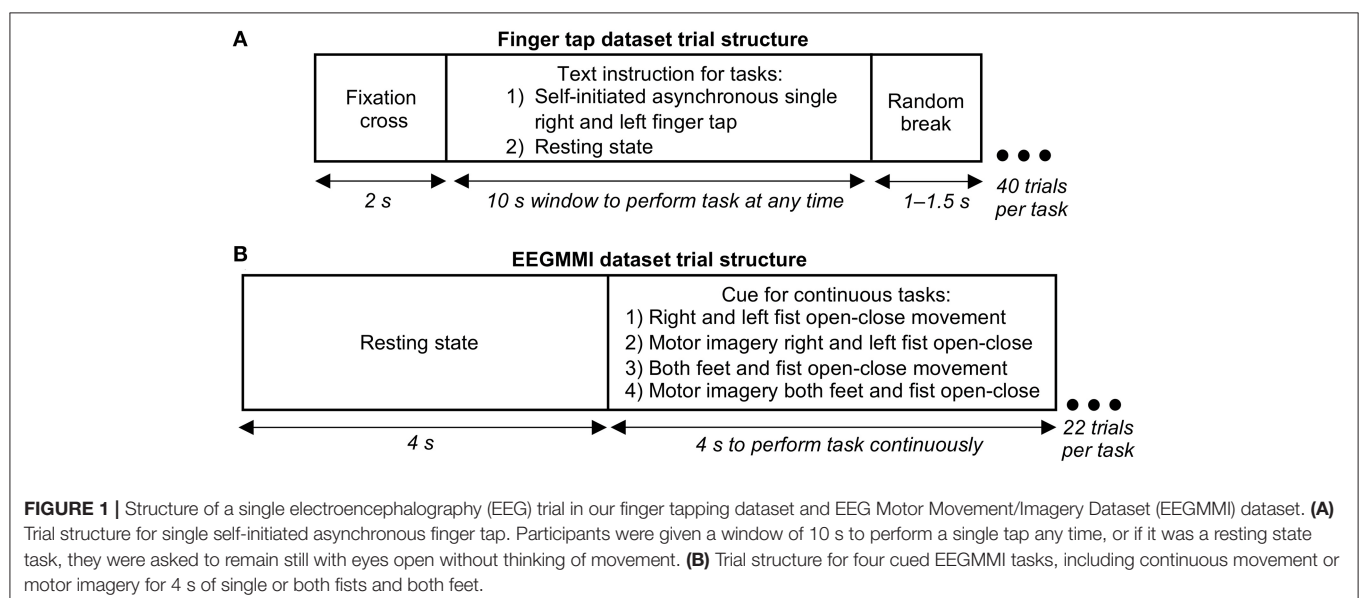 A
Finger tap dataset trial structure
Fixation
cross
Text instruction for tasks:
1) Self-initiated asynchronous single
right and left finger tap
2) Resting state
Random
break
2 s
10 s window to perform task at any time
1–1.5 s
40 trials
per task
B
EEGMMI dataset trial structure
Resting state
Cue for continuous tasks:
1) Right and left fist open-close movement
2) Motor imagery right and left fist open-close
3) Both feet and fist open-close movement
4) Motor imagery both feet and fist open-close
4 s
4 s to perform task continuously
22 trials
per task
FIGURE 1 | Structure of a single electroencephalography (EEG) trial in our finger tapping dataset and EEG Motor Movement/Imagery Dataset (EEGMMI) dataset. (A)
Trial structure for single self-initiated asynchronous finger tap. Participants were given a window of 10 s to perform a single tap any time, or if it was a resting state
task, they were asked to remain still with eyes open without thinking of movement. (B) Trial structure for four cued EEGMMI tasks, including continuous movement or
motor imagery for 4 s of single or both fists and both feet.